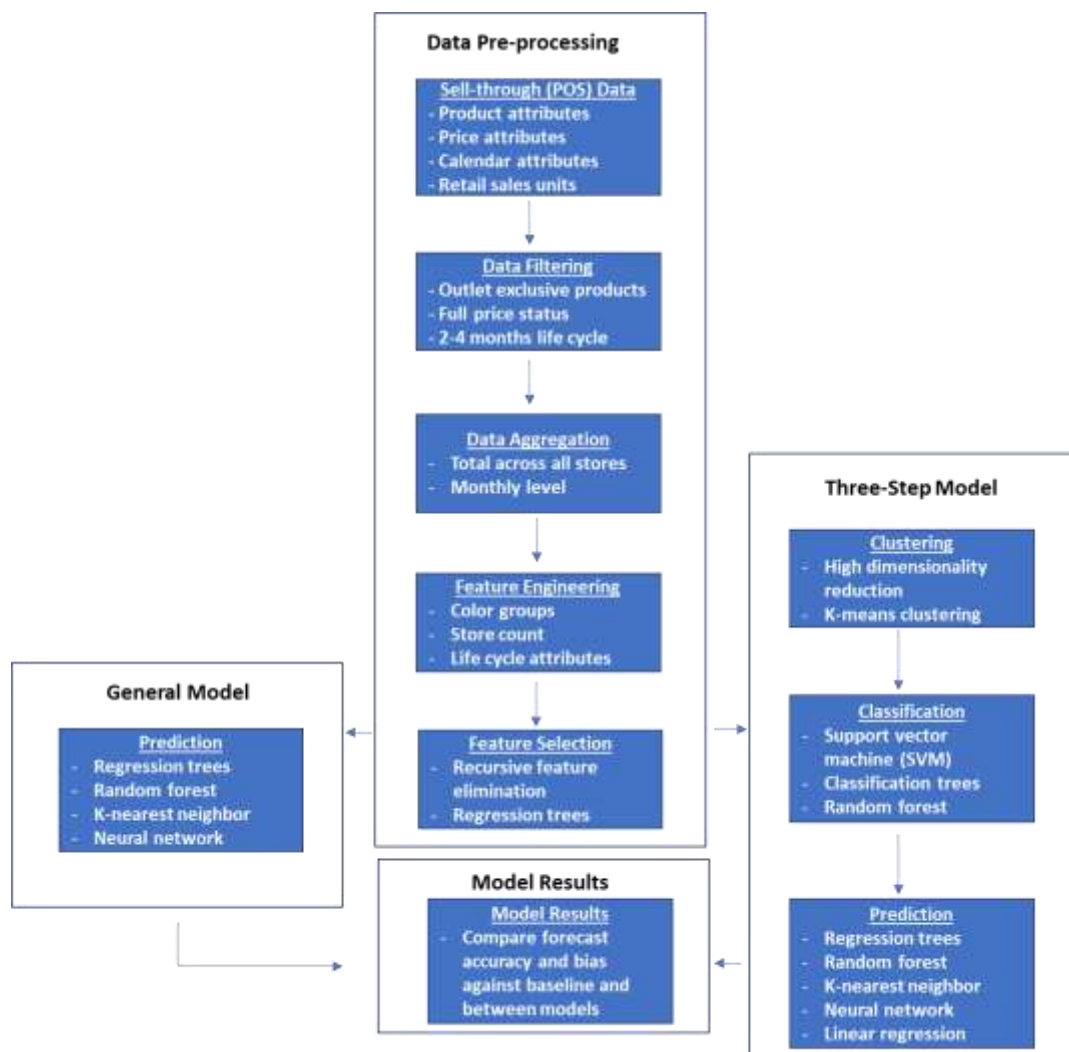 Data Pre-processing
Sell-through (POS) Data
- Product attributes
- Price attributes
- Calendar attributes
- Retail sales units
Data Filtering
- Outlet exclusive products
- Full price status
- 2-4 months life cycle
Data Aggregation
- Total across all stores
- Monthly level
Feature Engineering
- Color groups
- Store count
- Life cycle attributes
Feature Selection
- Recursive feature
elimination
- Regression trees
General Model
Prediction
- Regression trees
- Random forest
- K-nearest neighbor
- Neural network
Three-Step Model
Clustering
- High dimensionality
reduction
- K-means clustering
Classification
- Support vector
machine (SVM)
- Classification trees
- Random forest
Prediction
- Regression trees
- Random forest
- K-nearest neighbor
- Neural network
- Linear regression
Model Results
Model Results
- Compare forecast
accuracy and bias
against baseline and
between models